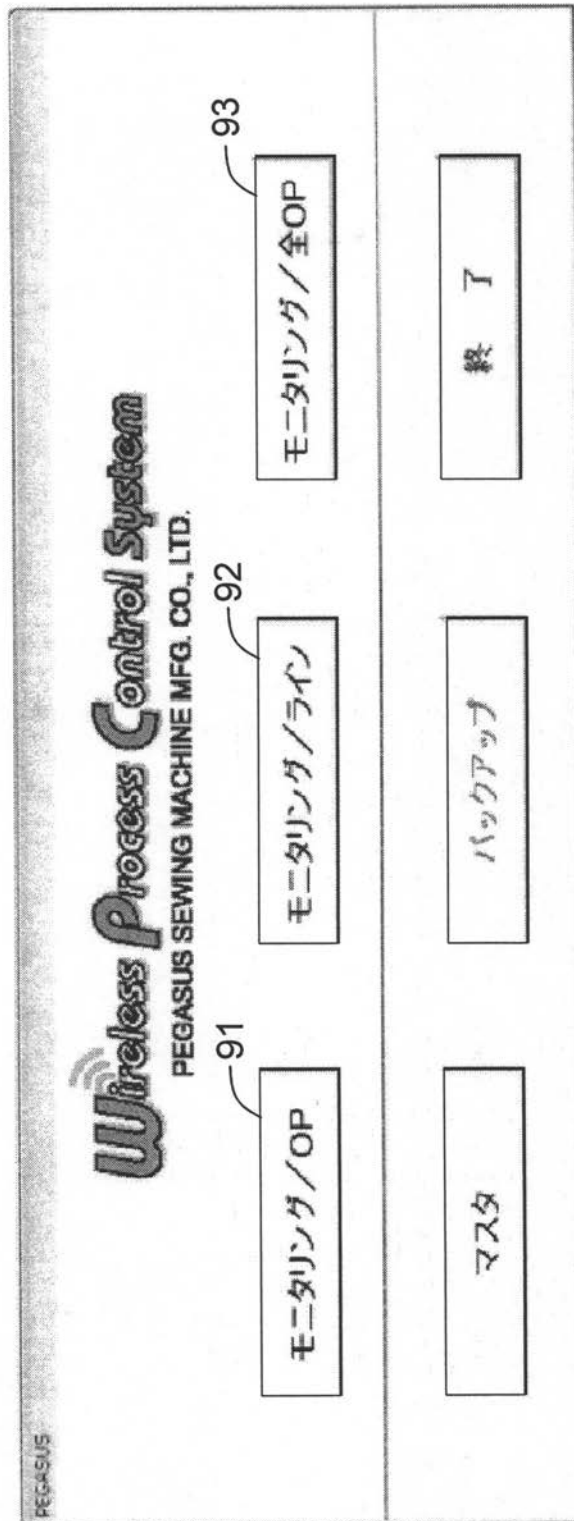 PEGASUS
Wireless Process Control System
PEGASUS SEWING MACHINE MFG. CO., LTD.
91
92
93
モニタリング/OP
モニタリング/ライン
モニタリング/全OP
マスタ
バックアップ
終 了